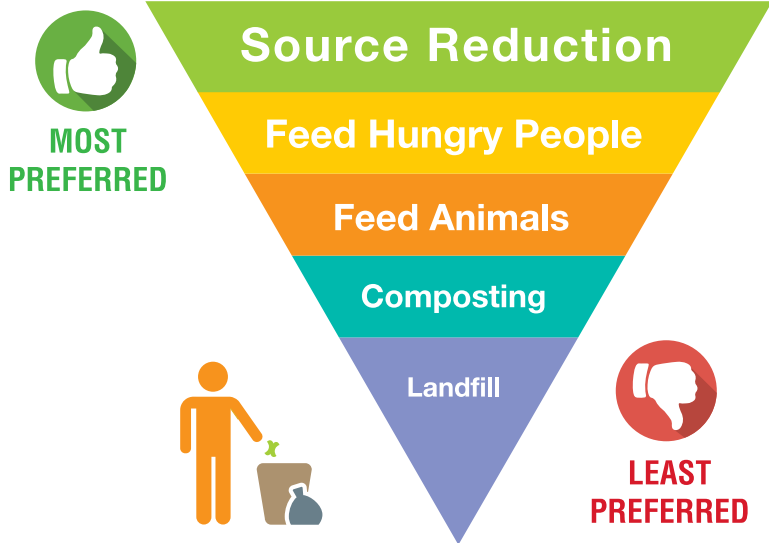 Source Reduction
MOST
PREFERRED
Feed Hungry People
Feed Animals
Composting
Landfill
LEAST
PREFERRED